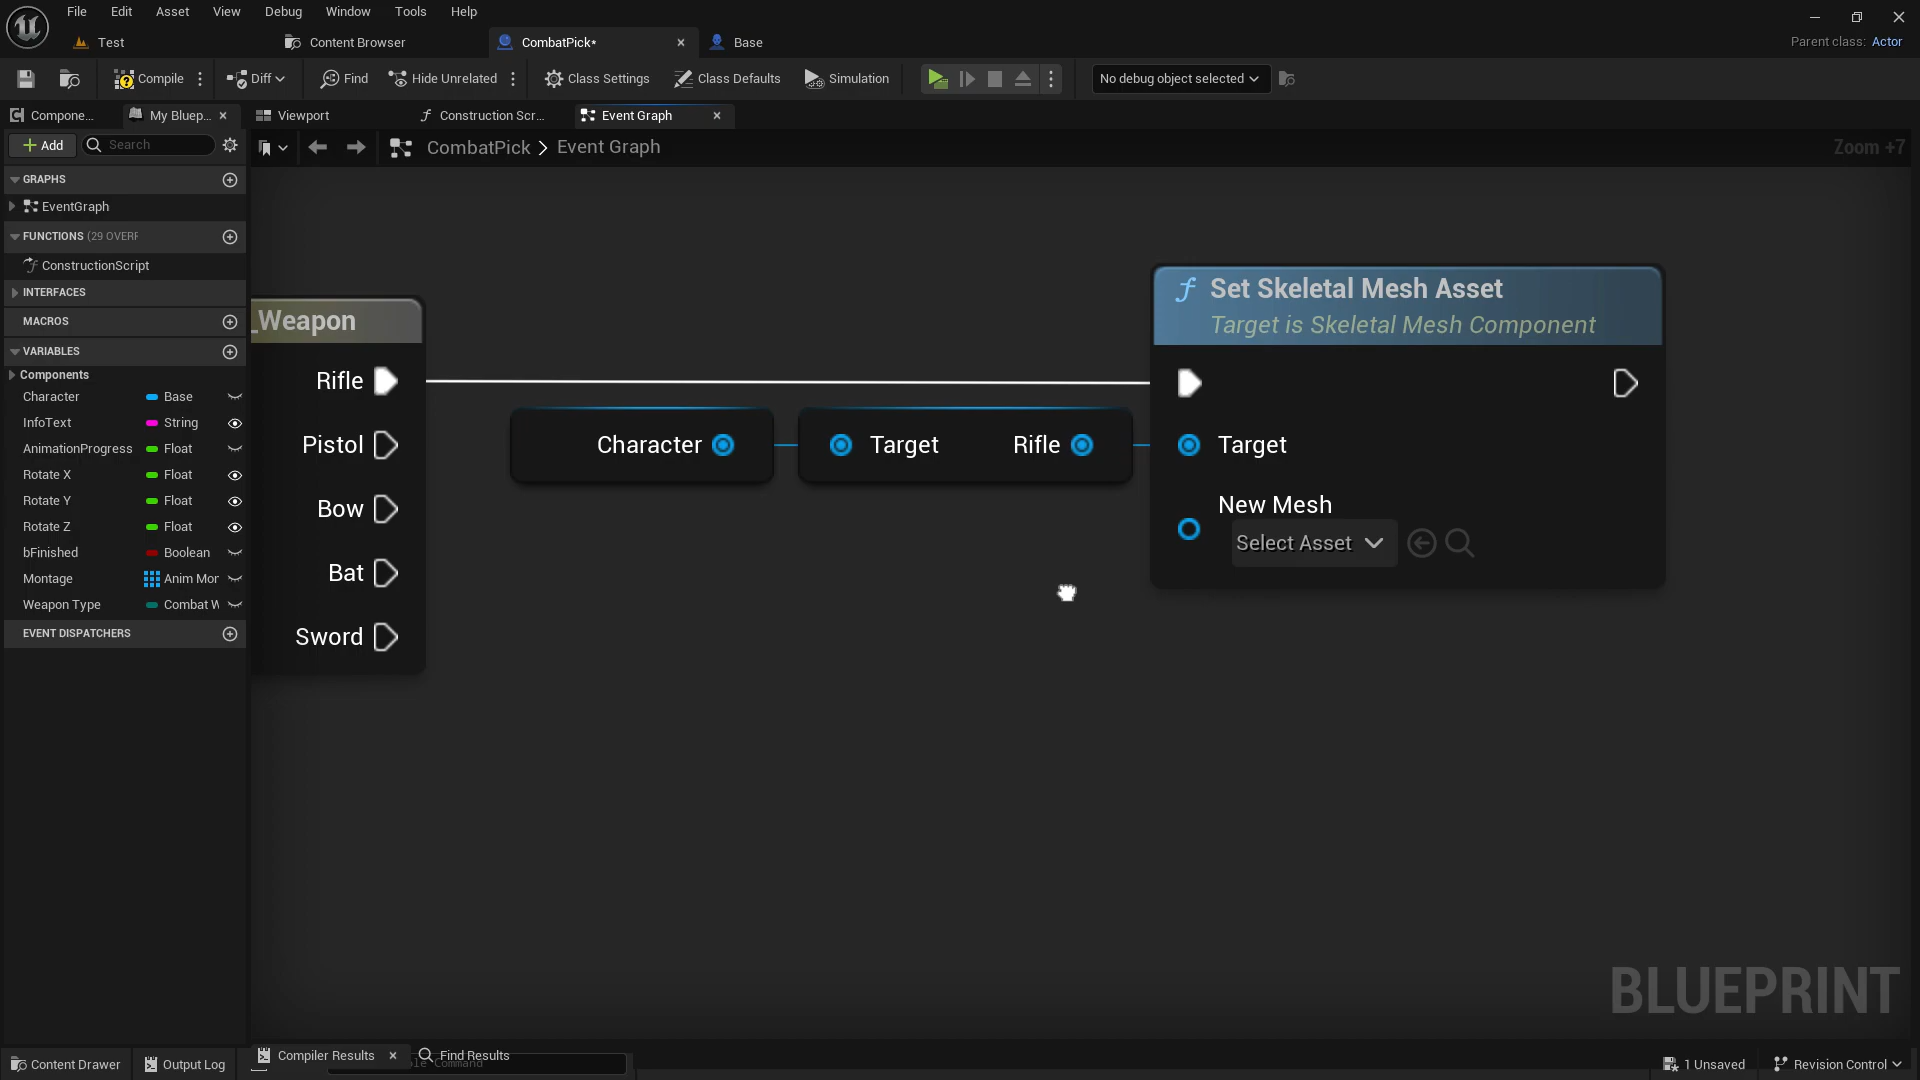 File Edit Asset View Debug Window Tools Help
Test Content Browser CombatPick* Base Parent class: Actor
Compile Diff Find Hide Unrelated Class Settings Class Defaults Simulation No debug object selected
Compone... My Bluep... Viewport Construction Scr... Event Graph
Add Search CombatPick > Event Graph Zoom +7
GRAPHS
EventGraph
FUNCTIONS (29 OVERF
ConstructionScript
INTERFACES
MACROS
VARIABLES
Components
Character Base
InfoText String
AnimationProgress Float
Rotate X Float
Rotate Y Float
Rotate Z Float
bFinished Boolean
Montage Anim Mor
Weapon Type Combat W
EVENT DISPATCHERS
_Weapon
Rifle
Pistol
Bow
Bat
Sword
Character
Target Rifle
Set Skeletal Mesh Asset
Target is Skeletal Mesh Component
Target
New Mesh
Select Asset
BLUEPRINT
Compiler Results Find Results
Content Drawer Output Log Command 1 Unsaved Revision Control